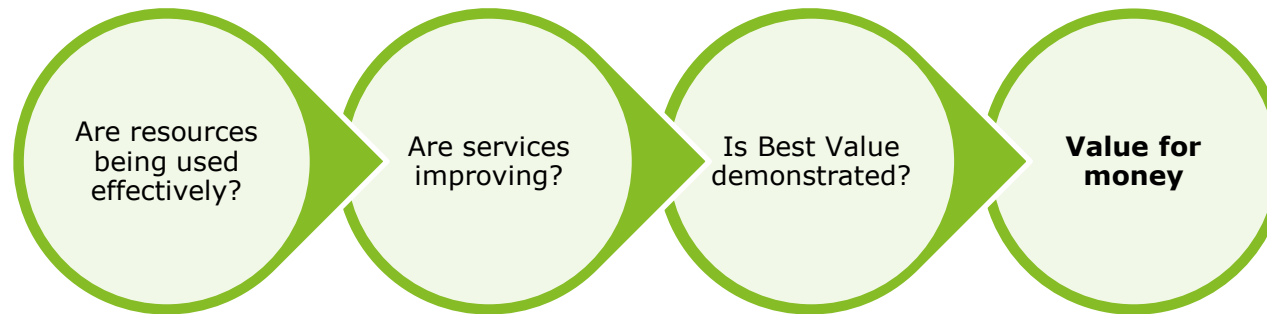 Are resources
being used
effectively?
Are services
improving?
Is Best Value
demonstrated?
Value for
money